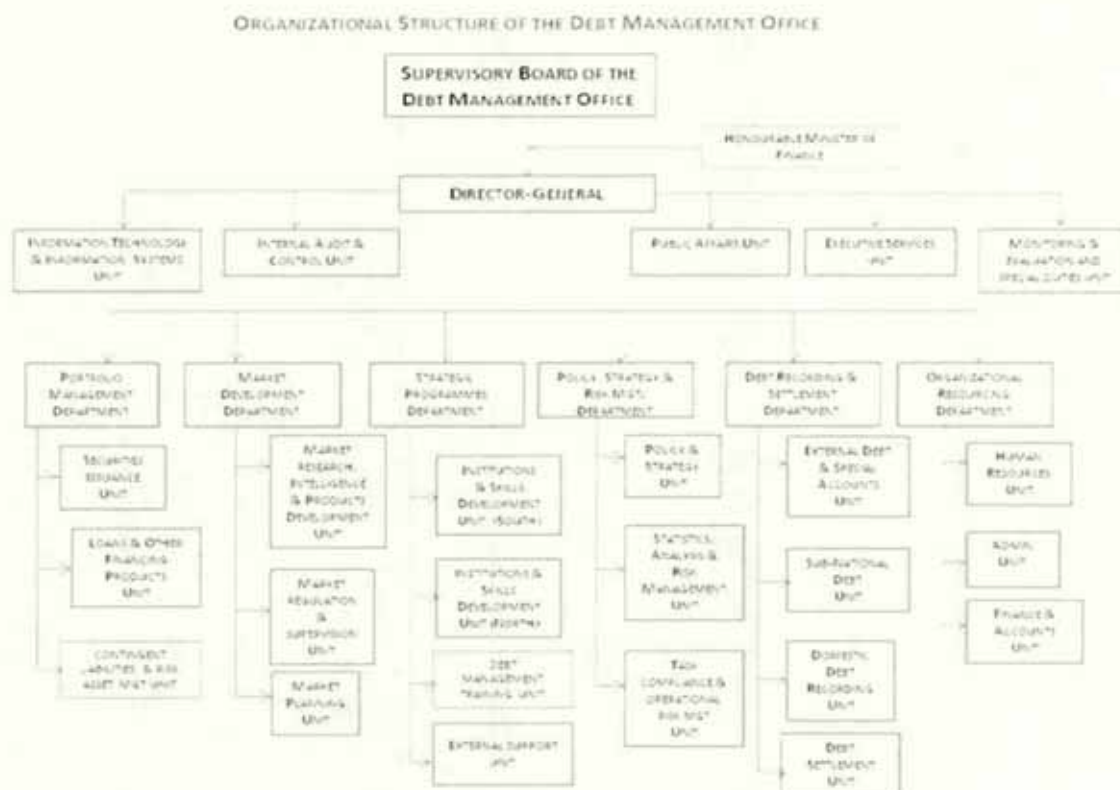 ORGANIZATIONAL STRUCTURE OF THE DEBT MANAGEMENT OFFICE
SUPERVISORY BOARD OF THE
DEBT MANAGEMENT OFFICE
HONOURABLE MINISTER OF
FINANCE
DIRECTOR-GENERAL
INFORMATION TECHNOLOGY
& INFORMATION SYSTEMS
UNIT
INTERNAL AUDIT &
CONTROL UNIT
PUBLIC AFFAIRS UNIT
EXECUTIVE SERVICES
UNIT
MONITORING &
EVALUATION AND
SPECIAL DUTIES UNIT
PORTFOLIO
MANAGEMENT
DEPARTMENT
MARKET
DEVELOPMENT
DEPARTMENT
STRATEGIC
PROGRAMMES
DEPARTMENT
POLICY, STRATEGY &
RISK MGT.
DEPARTMENT
DEBT RECORDING &
SETTLEMENT
DEPARTMENT
ORGANIZATIONAL
RESOURCING
DEPARTMENT
SECURITIES
ISSUANCE
UNIT
LOANS & OTHER
FINANCING
PRODUCTS
UNIT
CONTINGENT
LIABILITIES & RISK
ASSET MGT UNIT
MARKET
RESEARCH,
INTELLIGENCE
& PRODUCTS
DEVELOPMENT
UNIT
MARKET
REGULATION
&
SUPERVISION
UNIT
MARKET
PLANNING
UNIT
INSTITUTIONS
& SKILLS
DEVELOPMENT
UNIT (SOUTH)
INSTITUTIONS &
SKILLS
DEVELOPMENT
UNIT (NORTH)
DEBT
MANAGEMENT
TRAINING UNIT
EXTERNAL SUPPORT
UNIT
POLICY &
STRATEGY
UNIT
STATISTICS,
ANALYSIS &
RISK
MANAGEMENT
UNIT
TASK
COMPLIANCE &
OPERATIONAL
RISK MGT
UNIT
EXTERNAL DEBT
& SPECIAL
ACCOUNTS
UNIT
SUB-NATIONAL
DEBT
UNIT
DOMESTIC
DEBT
RECORDING
UNIT
DEBT
SETTLEMENT
UNIT
HUMAN
RESOURCES
UNIT
ADMIN
UNIT
FINANCE &
ACCOUNTS
UNIT